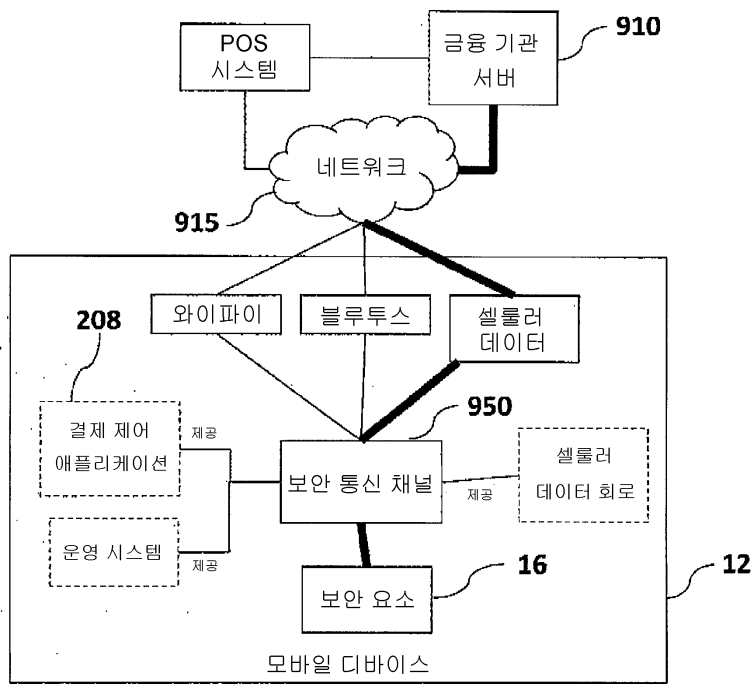 POS
시스템
금융 기관
서버
910
네트워크
915
와이파이
블루투스
셀룰러
데이터
208
950
결제 제어
애플리케이션
제공
보안 통신 채널
제공
셀룰러
데이터 회로
운영 시스템
제공
보안 요소
16
12
모바일 디바이스